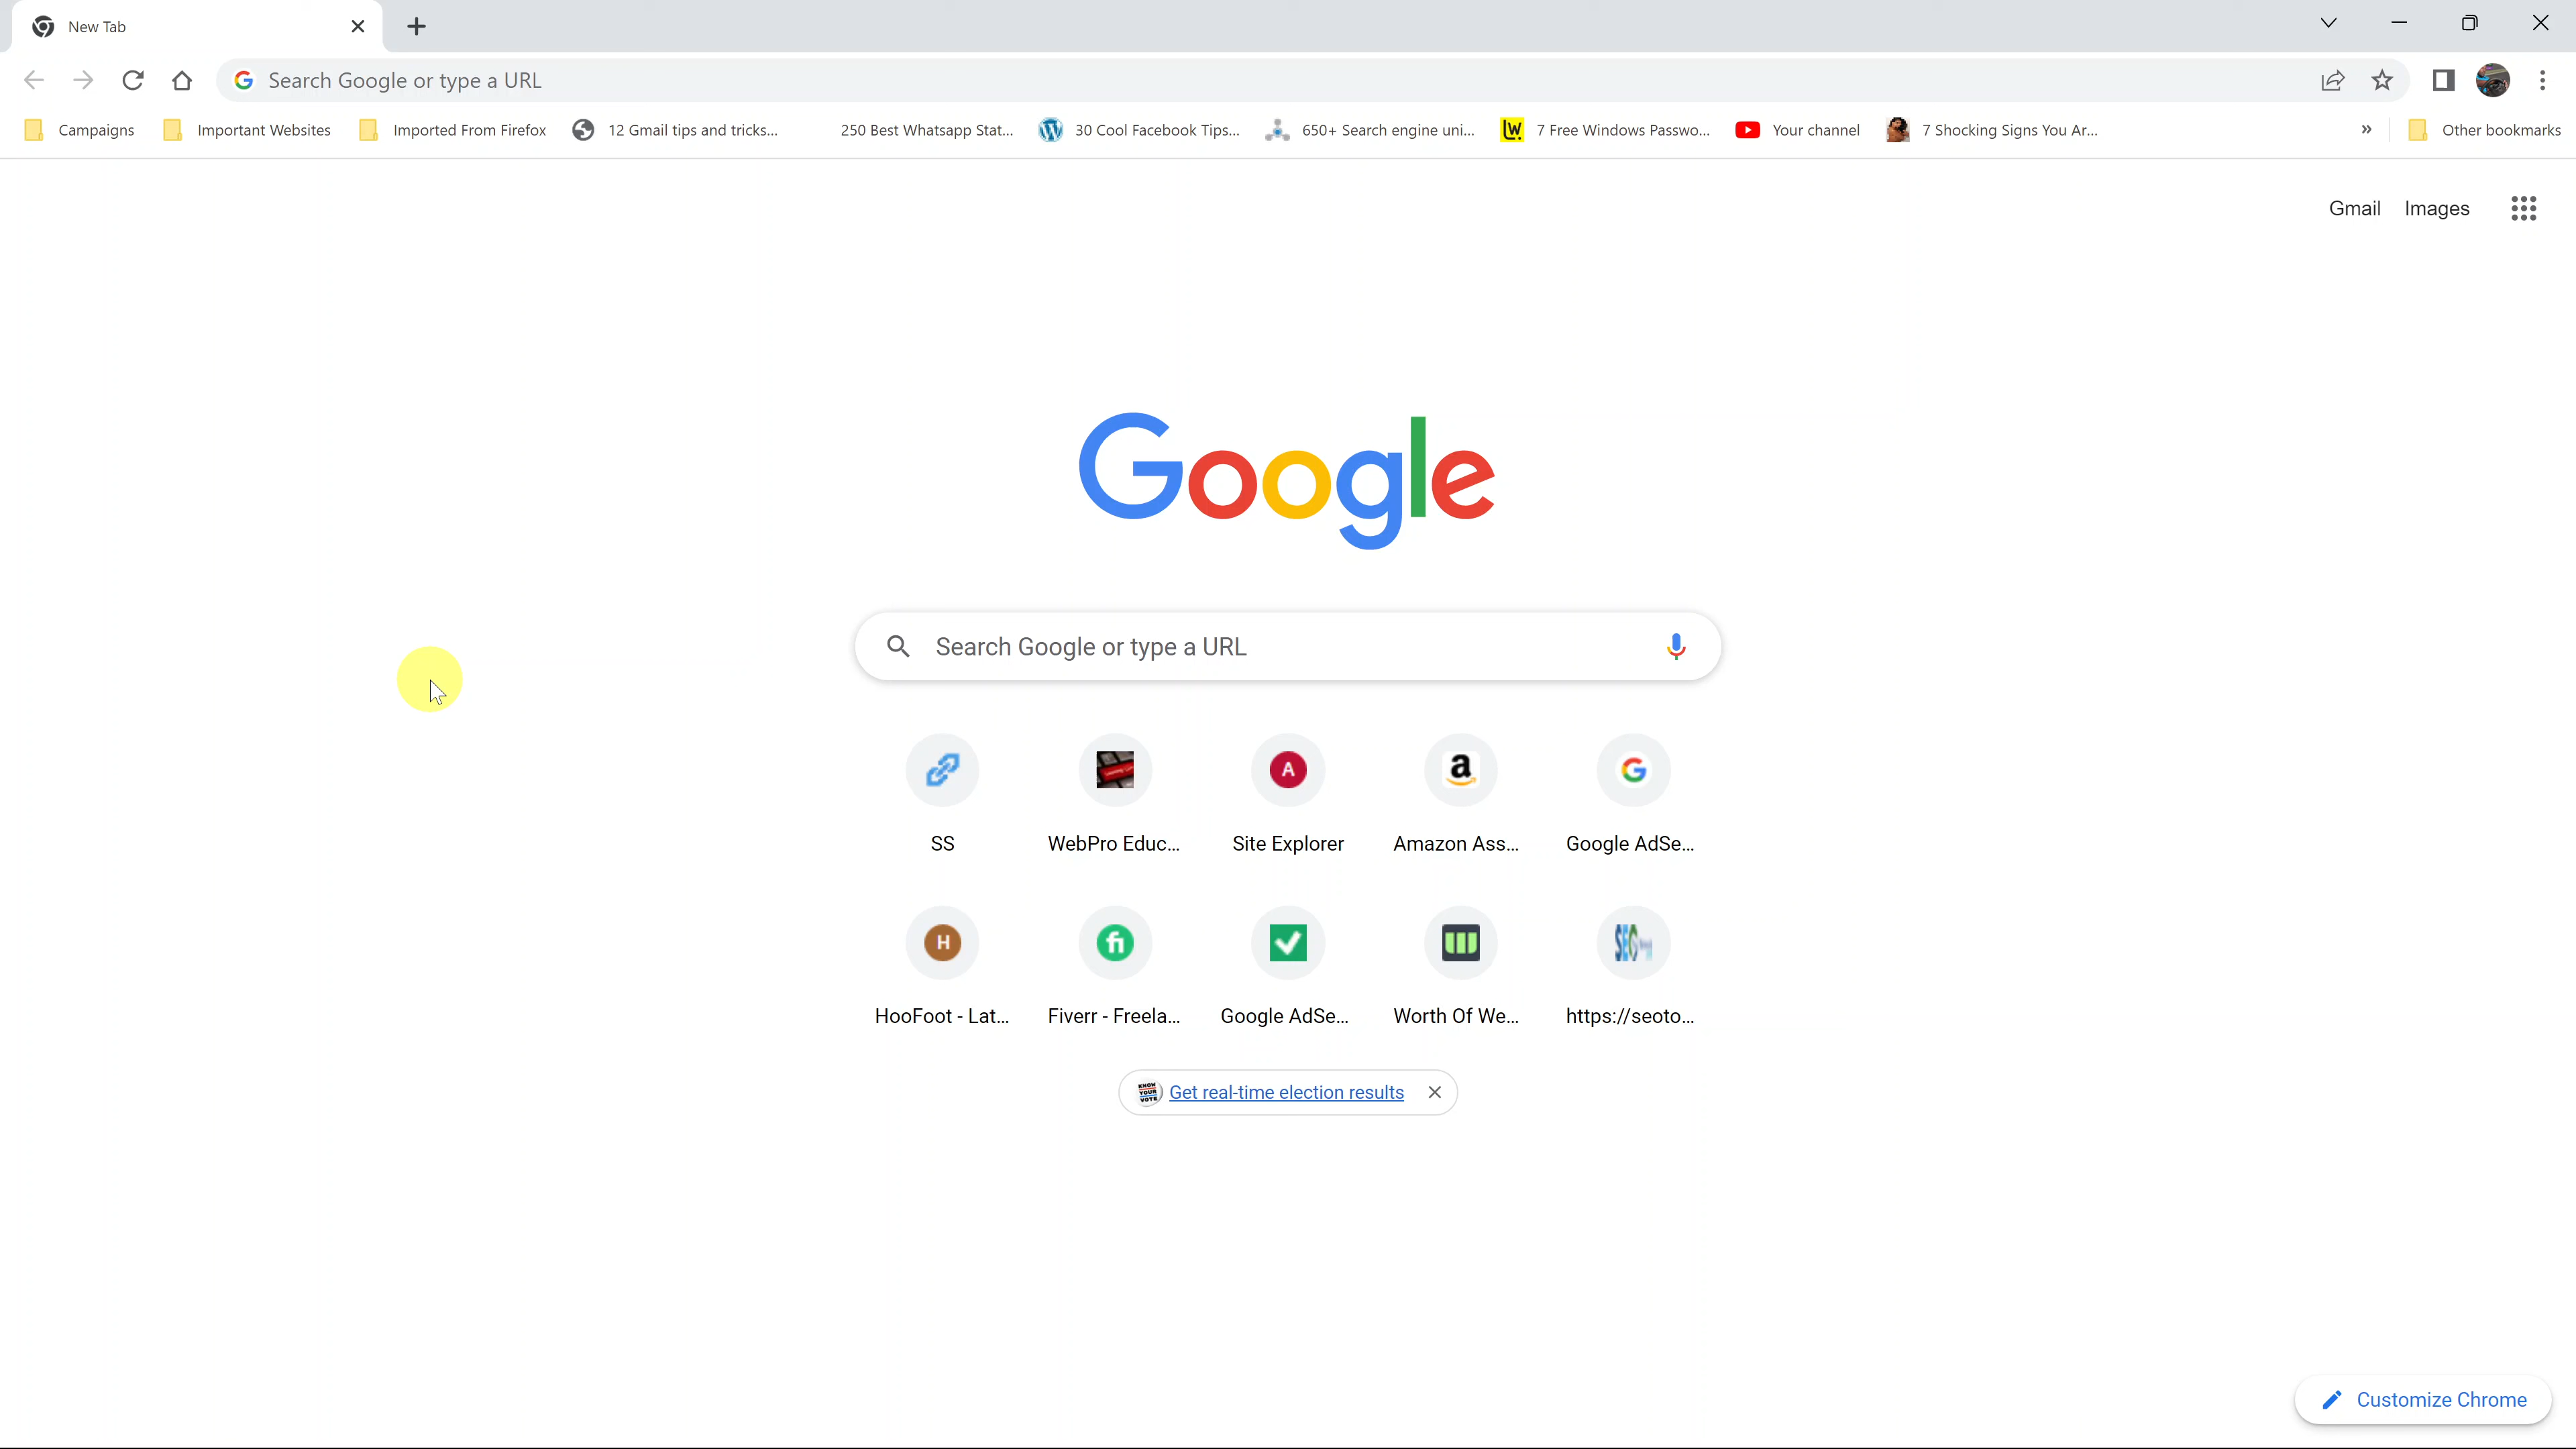 New Tab
Search Google or type a URL
Campaigns Important Websites Imported From Firefox 12 Gmail tips and tricks... 250 Best Whatsapp Stat... 30 Cool Facebook Tips... 650+ Search engine uni... 7 Free Windows Passwo... Your channel 7 Shocking Signs You Ar... » Other bookmarks
Gmail Images
Google
Search Google or type a URL
SS WebPro Educ... Site Explorer Amazon Ass... Google AdSe...
HooFoot - Lat... Fiverr - Freela... Google AdSe... Worth Of We... https://seoto...
Get real-time election results
Customize Chrome